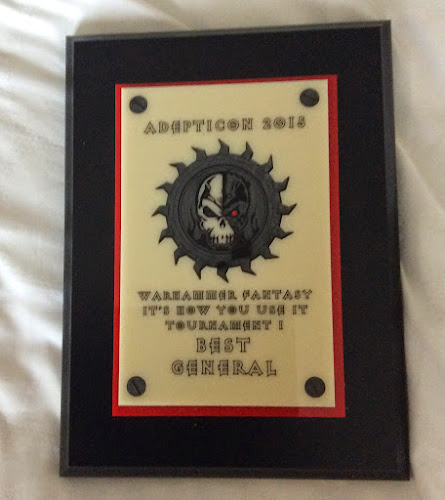 ADEPTICON 2015
WARHAMMER FANTASY
IT'S HOW YOU USE IT
TOURNAMENT I
BEST
GENERAL